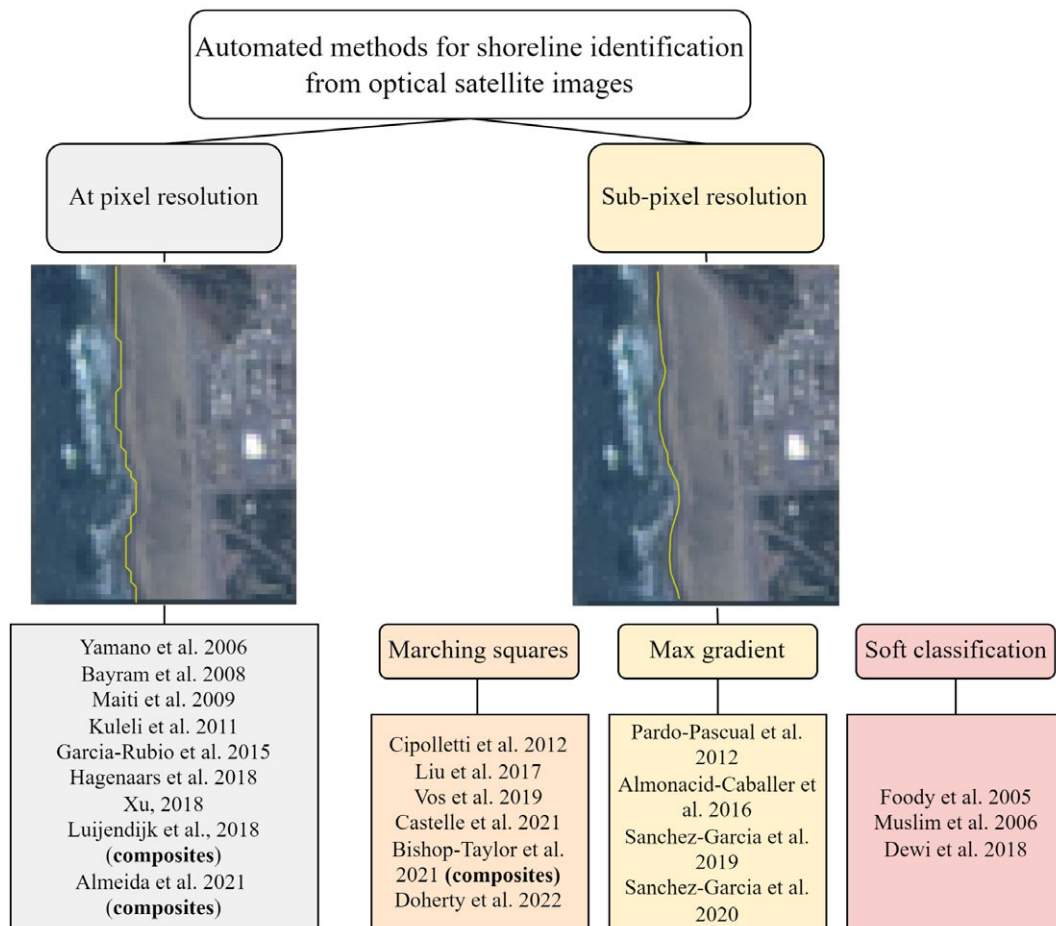 Automated methods for shoreline identification
from optical satellite images
At pixel resolution
Sub-pixel resolution
Yamano et al. 2006
Bayram et al. 2008
Maiti et al. 2009
Kuleli et al. 2011
Garcia-Rubio et al. 2015
Hagenaars et al. 2018
Xu, 2018
Luijendijk et al., 2018
(composites)
Almeida et al. 2021
(composites)
Marching squares
Cipolletti et al. 2012
Liu et al. 2017
Vos et al. 2019
Castelle et al. 2021
Bishop-Taylor et al.
2021 (composites)
Doherty et al. 2022
Max gradient
Pardo-Pascual et al.
2012
Almonacid-Caballer
et al. 2016
Sanchez-Garcia et al.
2019
Sanchez-Garcia et al.
2020
Soft classification
Foody et al. 2005
Muslim et al. 2006
Dewi et al. 2018